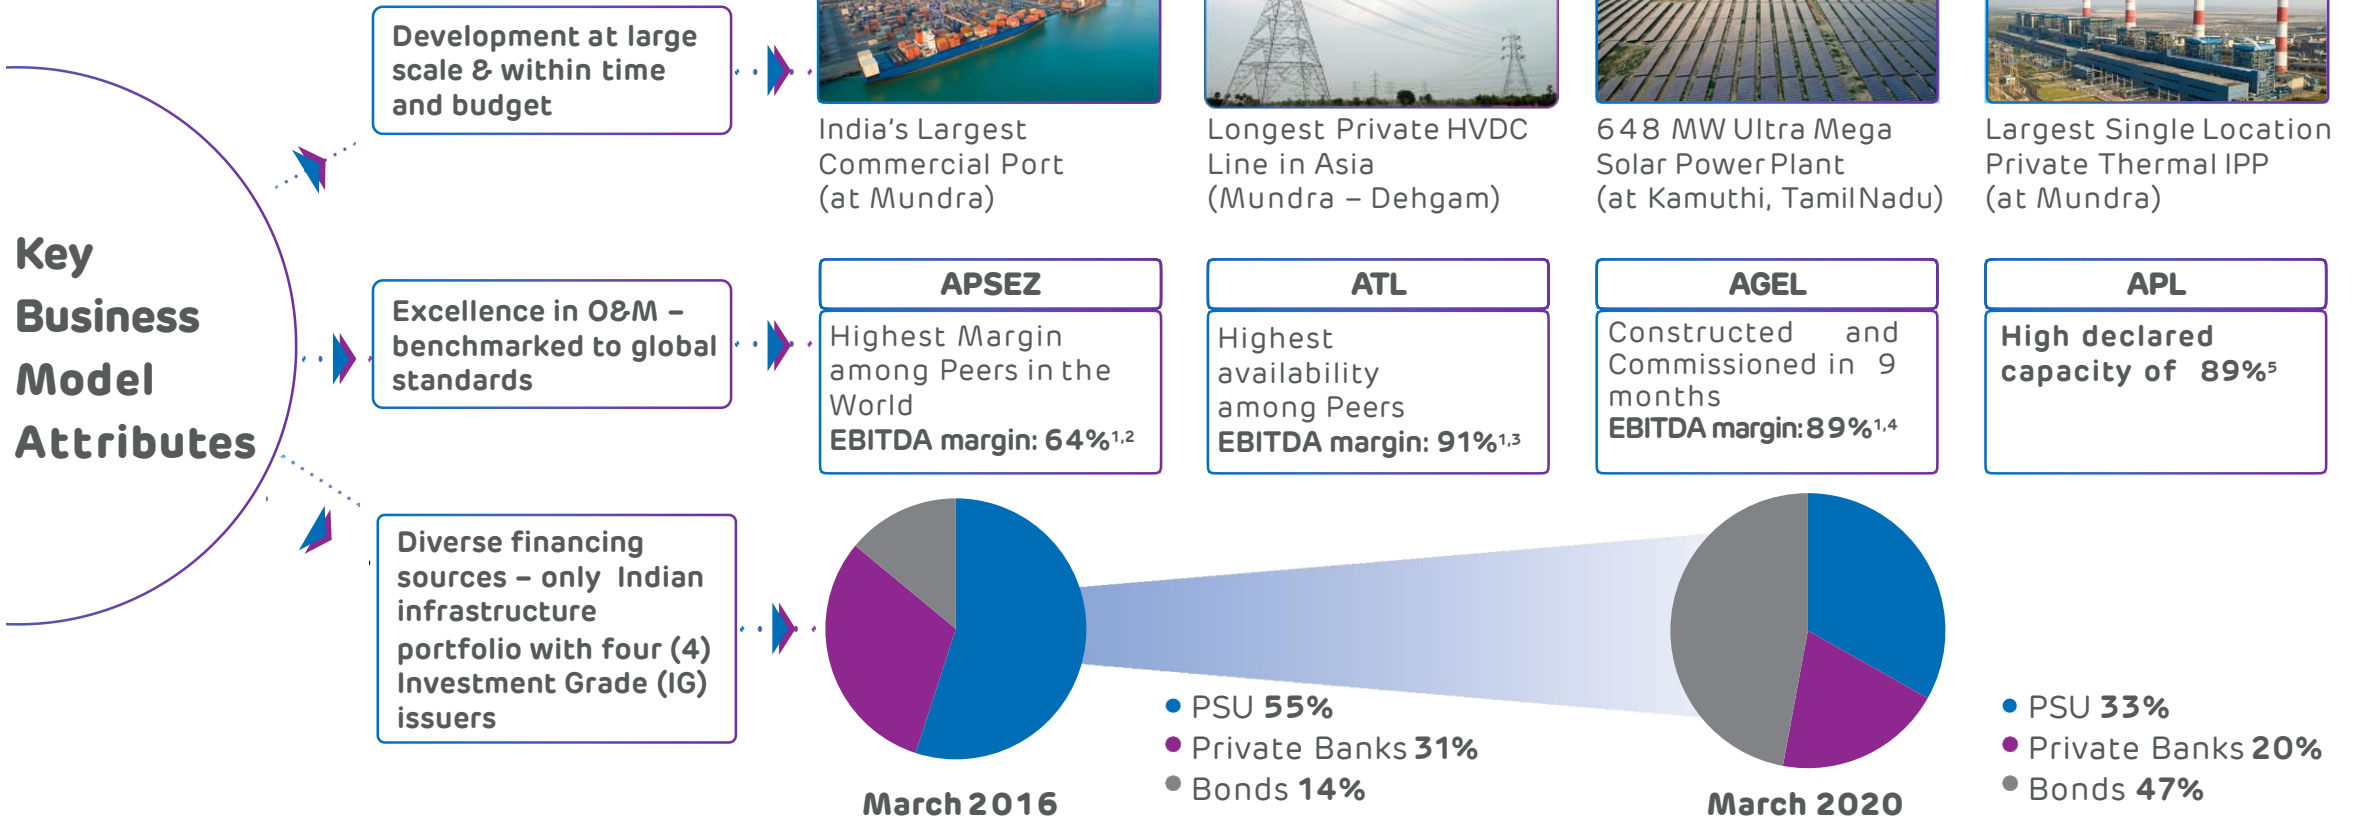 Key
Business
Model
Attributes
Development at large
scale & within time
and budget
India's Largest
Commercial Port
(at Mundra)
Longest Private HVDC
Line in Asia
(Mundra – Dehgam)
648 MW Ultra Mega
Solar Power Plant
(at Kamuthi, TamilNadu)
Largest Single Location
Private Thermal IPP
(at Mundra)
Excellence in O&M –
benchmarked to global
standards
APSEZ
Highest Margin
among Peers in the
World
EBITDA margin: 64%1,2
ATL
Highest
availability
among Peers
EBITDA margin: 91%1,3
AGEL
Constructed and
Commissioned in 9
months
EBITDA margin: 89%1,4
APL
High declared
capacity of 89%5
Diverse financing
sources – only Indian
infrastructure
portfolio with four (4)
Investment Grade (IG)
issuers
PSU 55%
Private Banks 31%
Bonds 14%
March 2016
PSU 33%
Private Banks 20%
Bonds 47%
March 2020